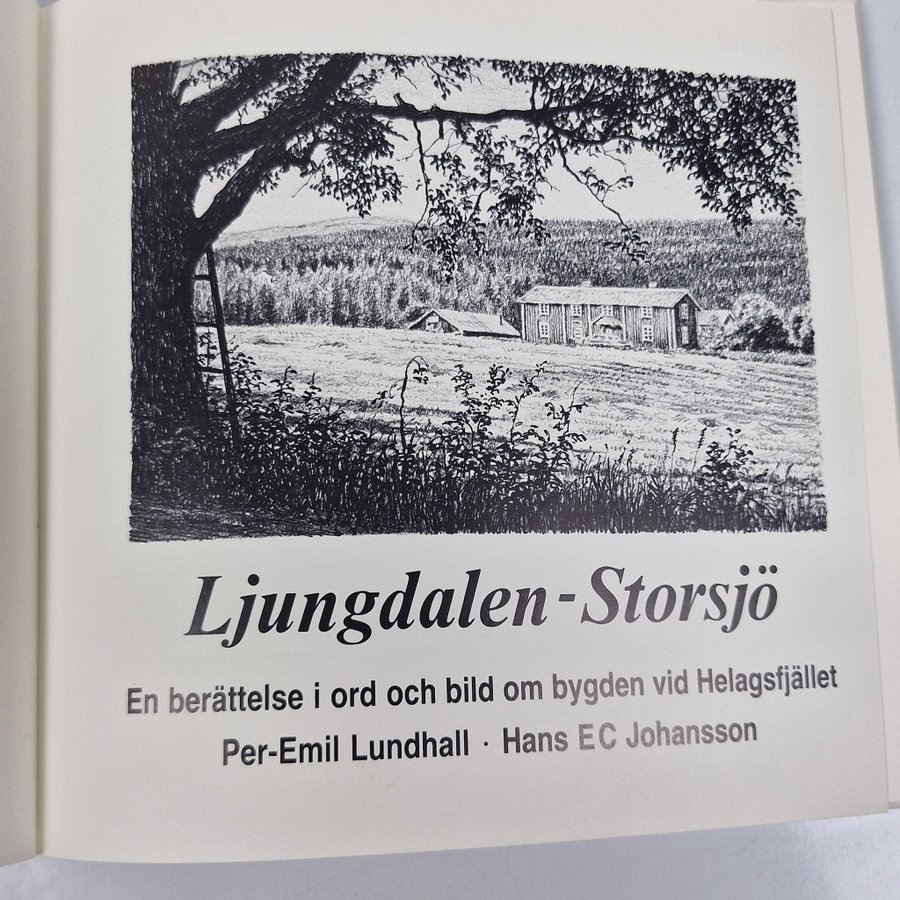 Ljungdalen-Storsjö
En berättelse i ord och bild om bygden vid Helagsfjället
Per-Emil Lundhall · Hans EC Johansson